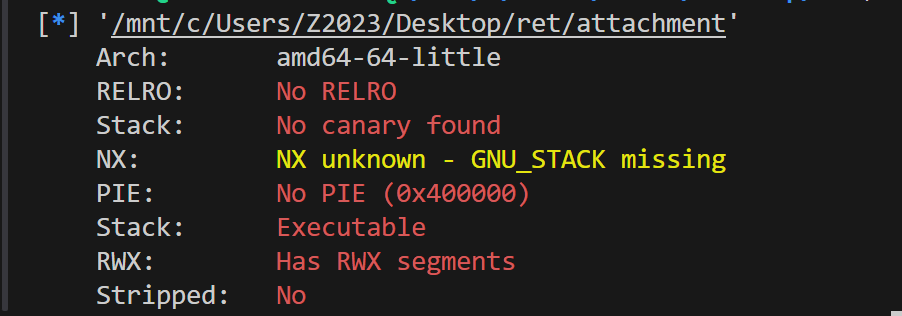 [*] '/mnt/c/Users/Z2023/Desktop/ret/attachment'
Arch: amd64-64-little
RELRO: No RELRO
Stack: No canary found
NX: NX unknown - GNU_STACK missing
PIE: No PIE (0x400000)
Stack: Executable
RWX: Has RWX segments
Stripped: No